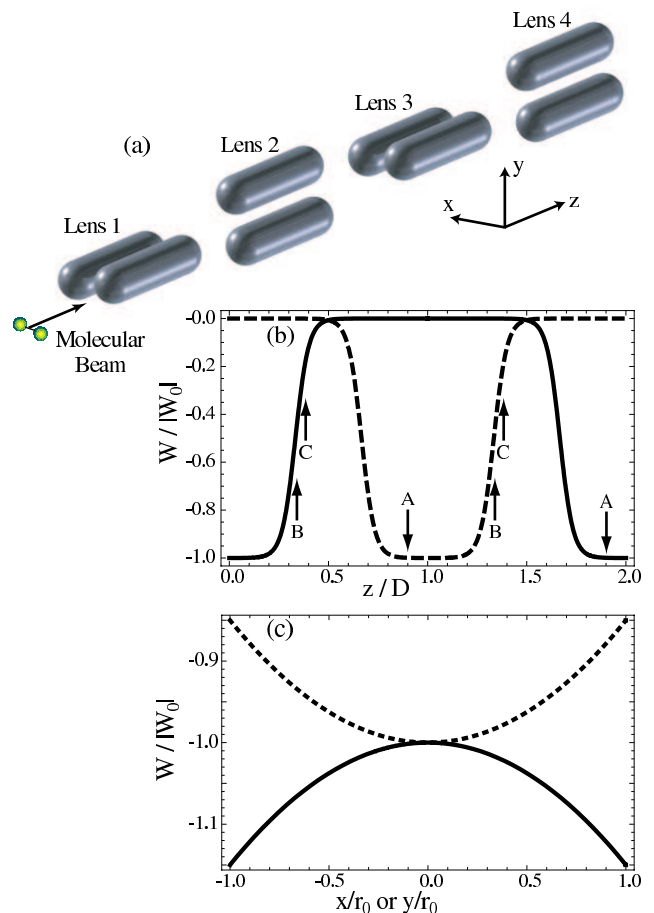 Lens 4
Lens 3
(a)
Lens 2
Lens 1
y
x
z
Molecular
Beam
(b)
-0.0
-0.2
-0.4
-0.6
-0.8
-1.0
W / |W0|
C
C
B
B
A
A
0.0 0.5 1.0 1.5 2.0
z / D
(c)
-0.9
-1.0
-1.1
W / |W0|
-1.0 -0.5 0.0 0.5 1.0
x/r0 or y/r0